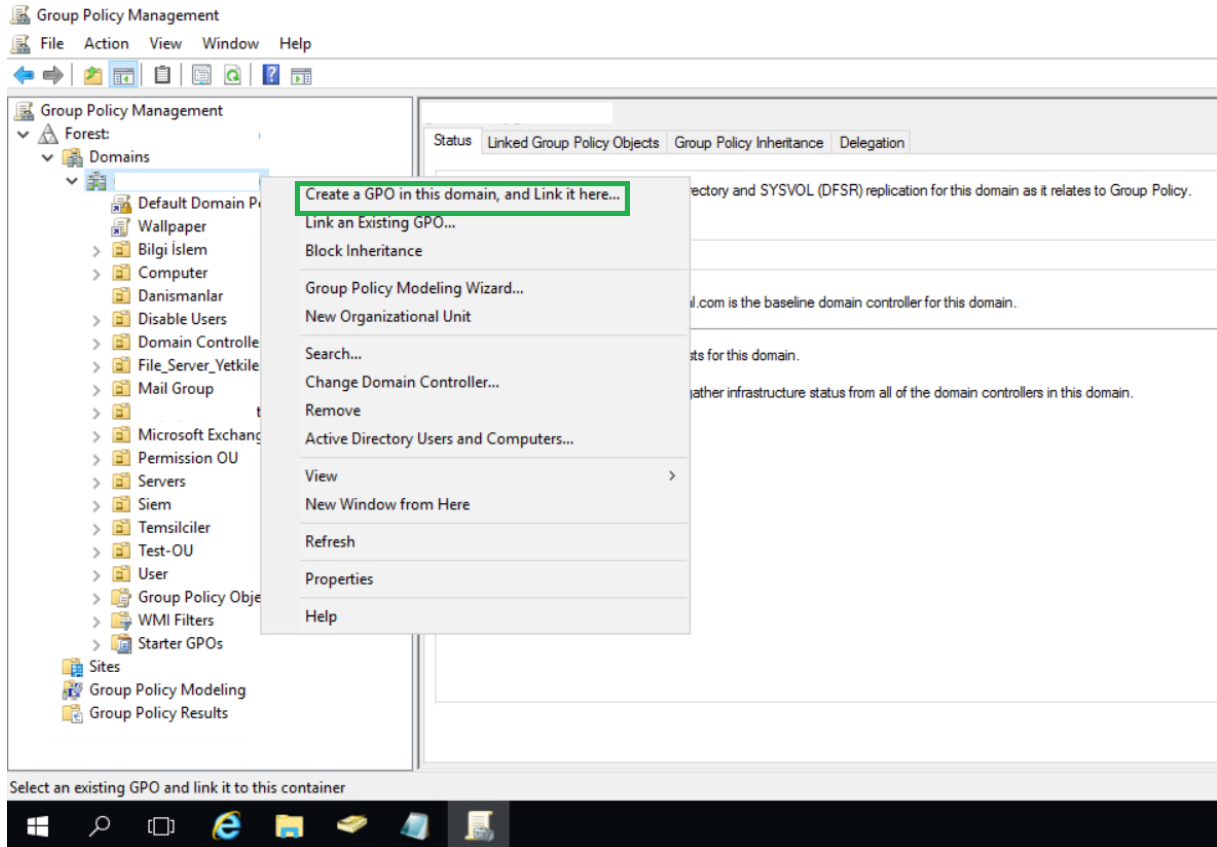 Group Policy Management
File Action View Window Help
Group Policy Management
Forest:
Domains
Default Domain P
Wallpaper
Bilgi İslem
Computer
Danismanlar
Disable Users
Domain Controlle
File_Server_Yetkile
Mail Group
t
Microsoft Exchang
Permission OU
Servers
Siem
Temsilciler
Test-OU
User
Group Policy Obje
WMI Filters
Starter GPOs
Sites
Group Policy Modeling
Group Policy Results
Create a GPO in this domain, and Link it here...
Link an Existing GPO...
Block Inheritance
Group Policy Modeling Wizard...
New Organizational Unit
Search...
Change Domain Controller...
Remove
Active Directory Users and Computers...
View
New Window from Here
Refresh
Properties
Help
Status Linked Group Policy Objects Group Policy Inheritance Delegation
ectory and SYSVOL (DFSR) replication for this domain as it relates to Group Policy.
l.com is the baseline domain controller for this domain.
sts for this domain.
gather infrastructure status from all of the domain controllers in this domain.
Select an existing GPO and link it to this container